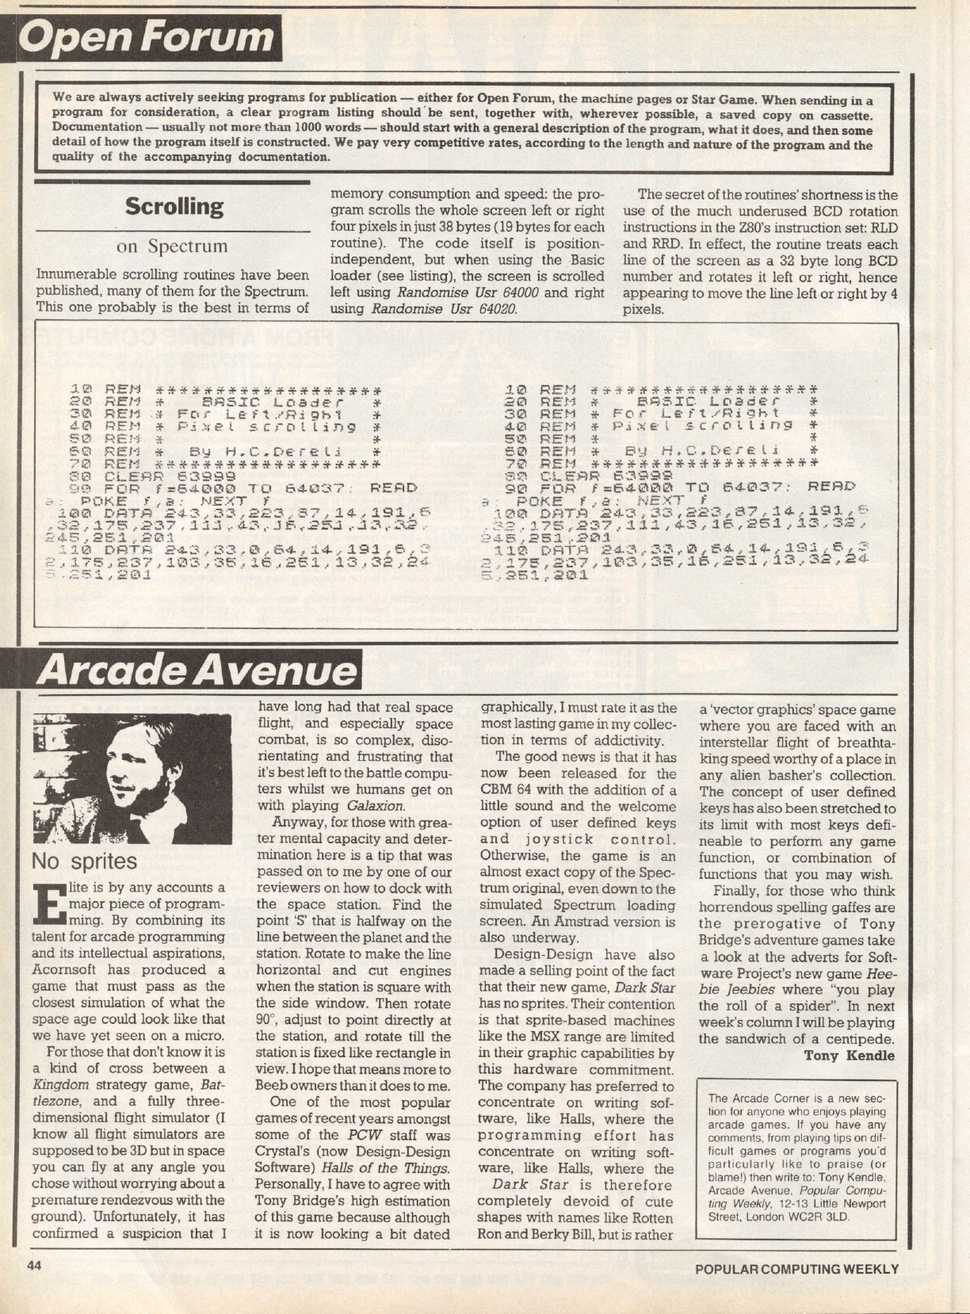 Open Forum
We are always actively seeking programs for publication — either for Open Forum, the machine pages or Star Game. When sending in a
program for consideration, a clear program listing should be sent, together with, wherever possible, a saved copy on cassette.
Documentation — usually not more than 1000 words — should start with a general description of the program, what it does, and then some
detail of how the program itself is constructed. We pay very competitive rates, according to the length and nature of the program and the
quality of the accompanying documentation.
Scrolling
on Spectrum
Innumerable scrolling routines have been
published, many of them for the Spectrum.
This one probably is the best in terms of
memory consumption and speed: the pro-
gram scrolls the whole screen left or right
four pixels in just 38 bytes (19 bytes for each
routine). The code itself is position-
independent, but when using the Basic
loader (see listing), the screen is scrolled
left using Randomise Usr 64000 and right
using Randomise Usr 64020.
The secret of the routines' shortness is the
use of the much underused BCD rotation
instructions in the Z80's instruction set: RLD
and RRD. In effect, the routine treats each
line of the screen as a 32 byte long BCD
number and rotates it left or right, hence
appearing to move the line left or right by 4
pixels.
10 REM *******************
20 REM *   BASIC Loader  *
30 REM * For Left/Right  *
40 REM * Pixel scrolling *
50 REM *                 *
60 REM *  By H.C.Dereli  *
70 REM *******************
80 CLEAR 63999
90 FOR f=64000 TO 64037: READ
a: POKE f,a: NEXT f
100 DATA 243,33,223,87,14,191,6
,32,175,237,111,43,16,251,13,32,
245,251,201
110 DATA 243,33,0,64,14,191,6,3
2,175,237,103,35,16,251,13,32,24
5,251,201
10 REM *******************
20 REM *   BASIC Loader  *
30 REM * For Left/Right  *
40 REM * Pixel scrolling *
50 REM *                 *
60 REM *  By H.C.Dereli  *
70 REM *******************
80 CLEAR 63999
90 FOR f=64000 TO 64037: READ
a: POKE f,a: NEXT f
100 DATA 243,33,223,87,14,191,6
,32,175,237,111,43,16,251,13,32,
245,251,201
110 DATA 243,33,0,64,14,191,6,3
2,175,237,103,35,16,251,13,32,24
5,251,201
Arcade Avenue
No sprites
Elite is by any accounts a
major piece of program-
ming. By combining its
talent for arcade programming
and its intellectual aspirations,
Acornsoft has produced a
game that must pass as the
closest simulation of what the
space age could look like that
we have yet seen on a micro.
For those that don't know it is
a kind of cross between a
Kingdom strategy game, Bat-
tlezone, and a fully three-
dimensional flight simulator (I
know all flight simulators are
supposed to be 3D but in space
you can fly at any angle you
chose without worrying about a
premature rendezvous with the
ground). Unfortunately, it has
confirmed a suspicion that I
have long had that real space
flight, and especially space
combat, is so complex, diso-
rientating and frustrating that
it's best left to the battle compu-
ters whilst we humans get on
with playing Galaxion.
Anyway, for those with grea-
ter mental capacity and deter-
mination here is a tip that was
passed on to me by one of our
reviewers on how to dock with
the space station. Find the
point 'S' that is halfway on the
line between the planet and the
station. Rotate to make the line
horizontal and cut engines
when the station is square with
the side window. Then rotate
90°, adjust to point directly at
the station, and rotate till the
station is fixed like rectangle in
view. I hope that means more to
Beeb owners than it does to me.
One of the most popular
games of recent years amongst
some of the PCW staff was
Crystal's (now Design-Design
Software) Halls of the Things.
Personally, I have to agree with
Tony Bridge's high estimation
of this game because although
it is now looking a bit dated
graphically, I must rate it as the
most lasting game in my collec-
tion in terms of addictivity.
The good news is that it has
now been released for the
CBM 64 with the addition of a
little sound and the welcome
option of user defined keys
and joystick control.
Otherwise, the game is an
almost exact copy of the Spec-
trum original, even down to the
simulated Spectrum loading
screen. An Amstrad version is
also underway.
Design-Design have also
made a selling point of the fact
that their new game, Dark Star
has no sprites. Their contention
is that sprite-based machines
like the MSX range are limited
in their graphic capabilities by
this hardware commitment.
The company has preferred to
concentrate on writing sof-
tware, like Halls, where the
programming effort has
concentrate on writing soft-
ware, like Halls, where the
Dark Star is therefore
completely devoid of cute
shapes with names like Rotten
Ron and Berky Bill, but is rather
a 'vector graphics' space game
where you are faced with an
interstellar flight of breathta-
king speed worthy of a place in
any alien basher's collection.
The concept of user defined
keys has also been stretched to
its limit with most keys defi-
neable to perform any game
function, or combination of
functions that you may wish.
Finally, for those who think
horrendous spelling gaffes are
the prerogative of Tony
Bridge's adventure games take
a look at the adverts for Soft-
ware Project's new game Hee-
bie Jeebies where "you play
the roll of a spider". In next
week's column I will be playing
the sandwich of a centipede.
Tony Kendle
The Arcade Corner is a new sec-
tion for anyone who enjoys playing
arcade games. If you have any
comments, from playing tips on dif-
ficult games or programs you'd
particularly like to praise (or
blame!) then write to: Tony Kendle,
Arcade Avenue, Popular Compu-
ting Weekly, 12-13 Little Newport
Street, London WC2R 3LD.
44
POPULAR COMPUTING WEEKLY